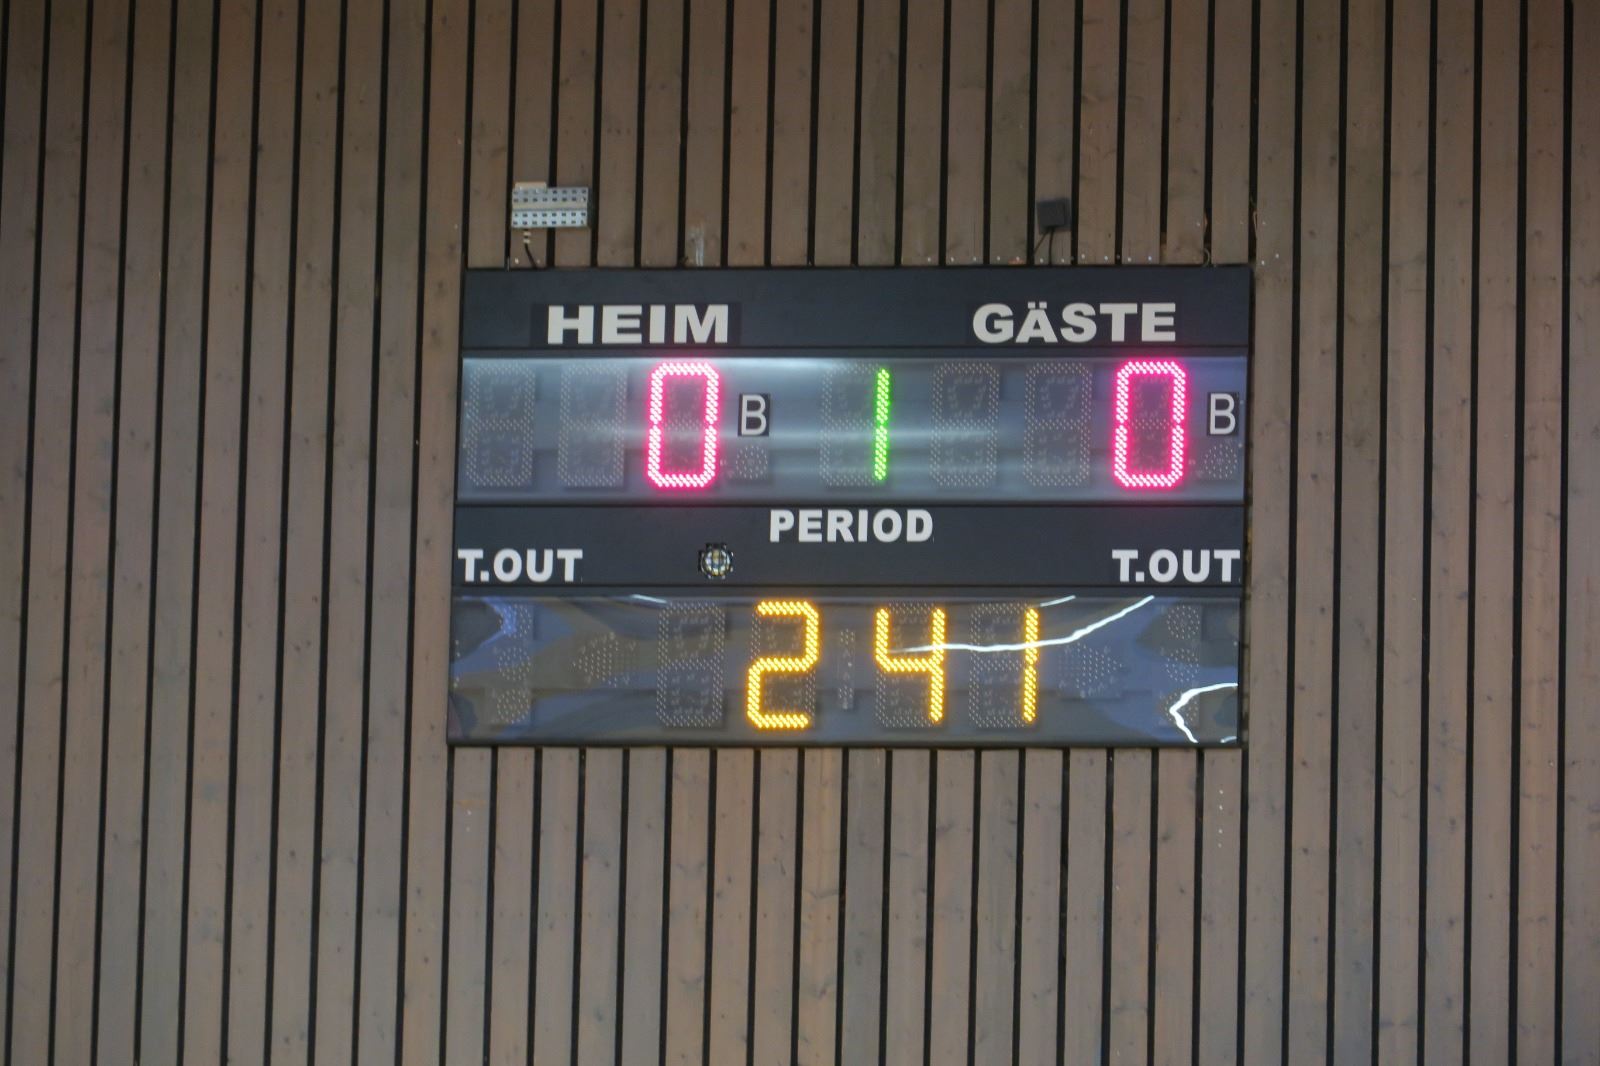 HEIM GÄSTE
0 B 1 0 B
PERIOD
T.OUT T.OUT
2 41